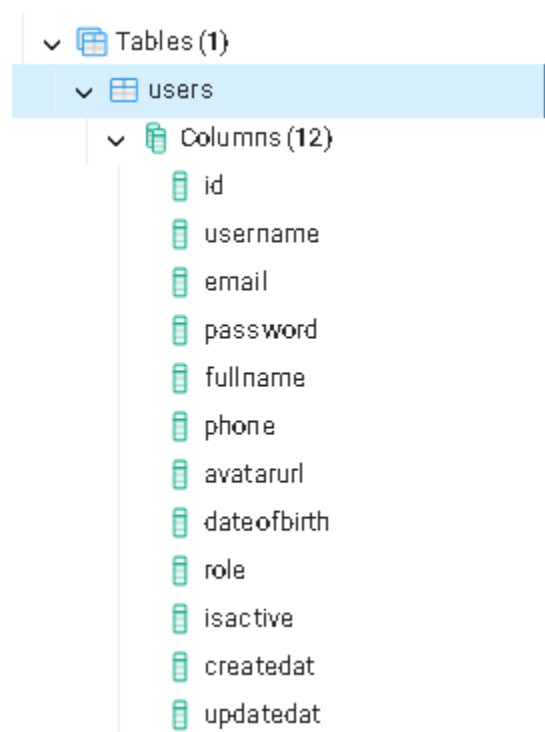 Tables (1)
users
Columns (12)
id
username
email
password
fullname
phone
avatarurl
dateofbirth
role
isactive
createdat
updatedat